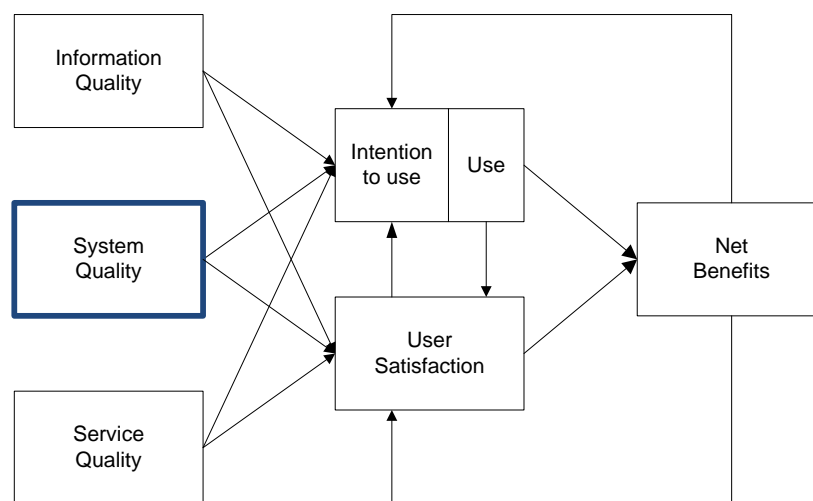 Information
Quality
System
Quality
Service
Quality
Intention
to use
Use
User
Satisfaction
Net
Benefits